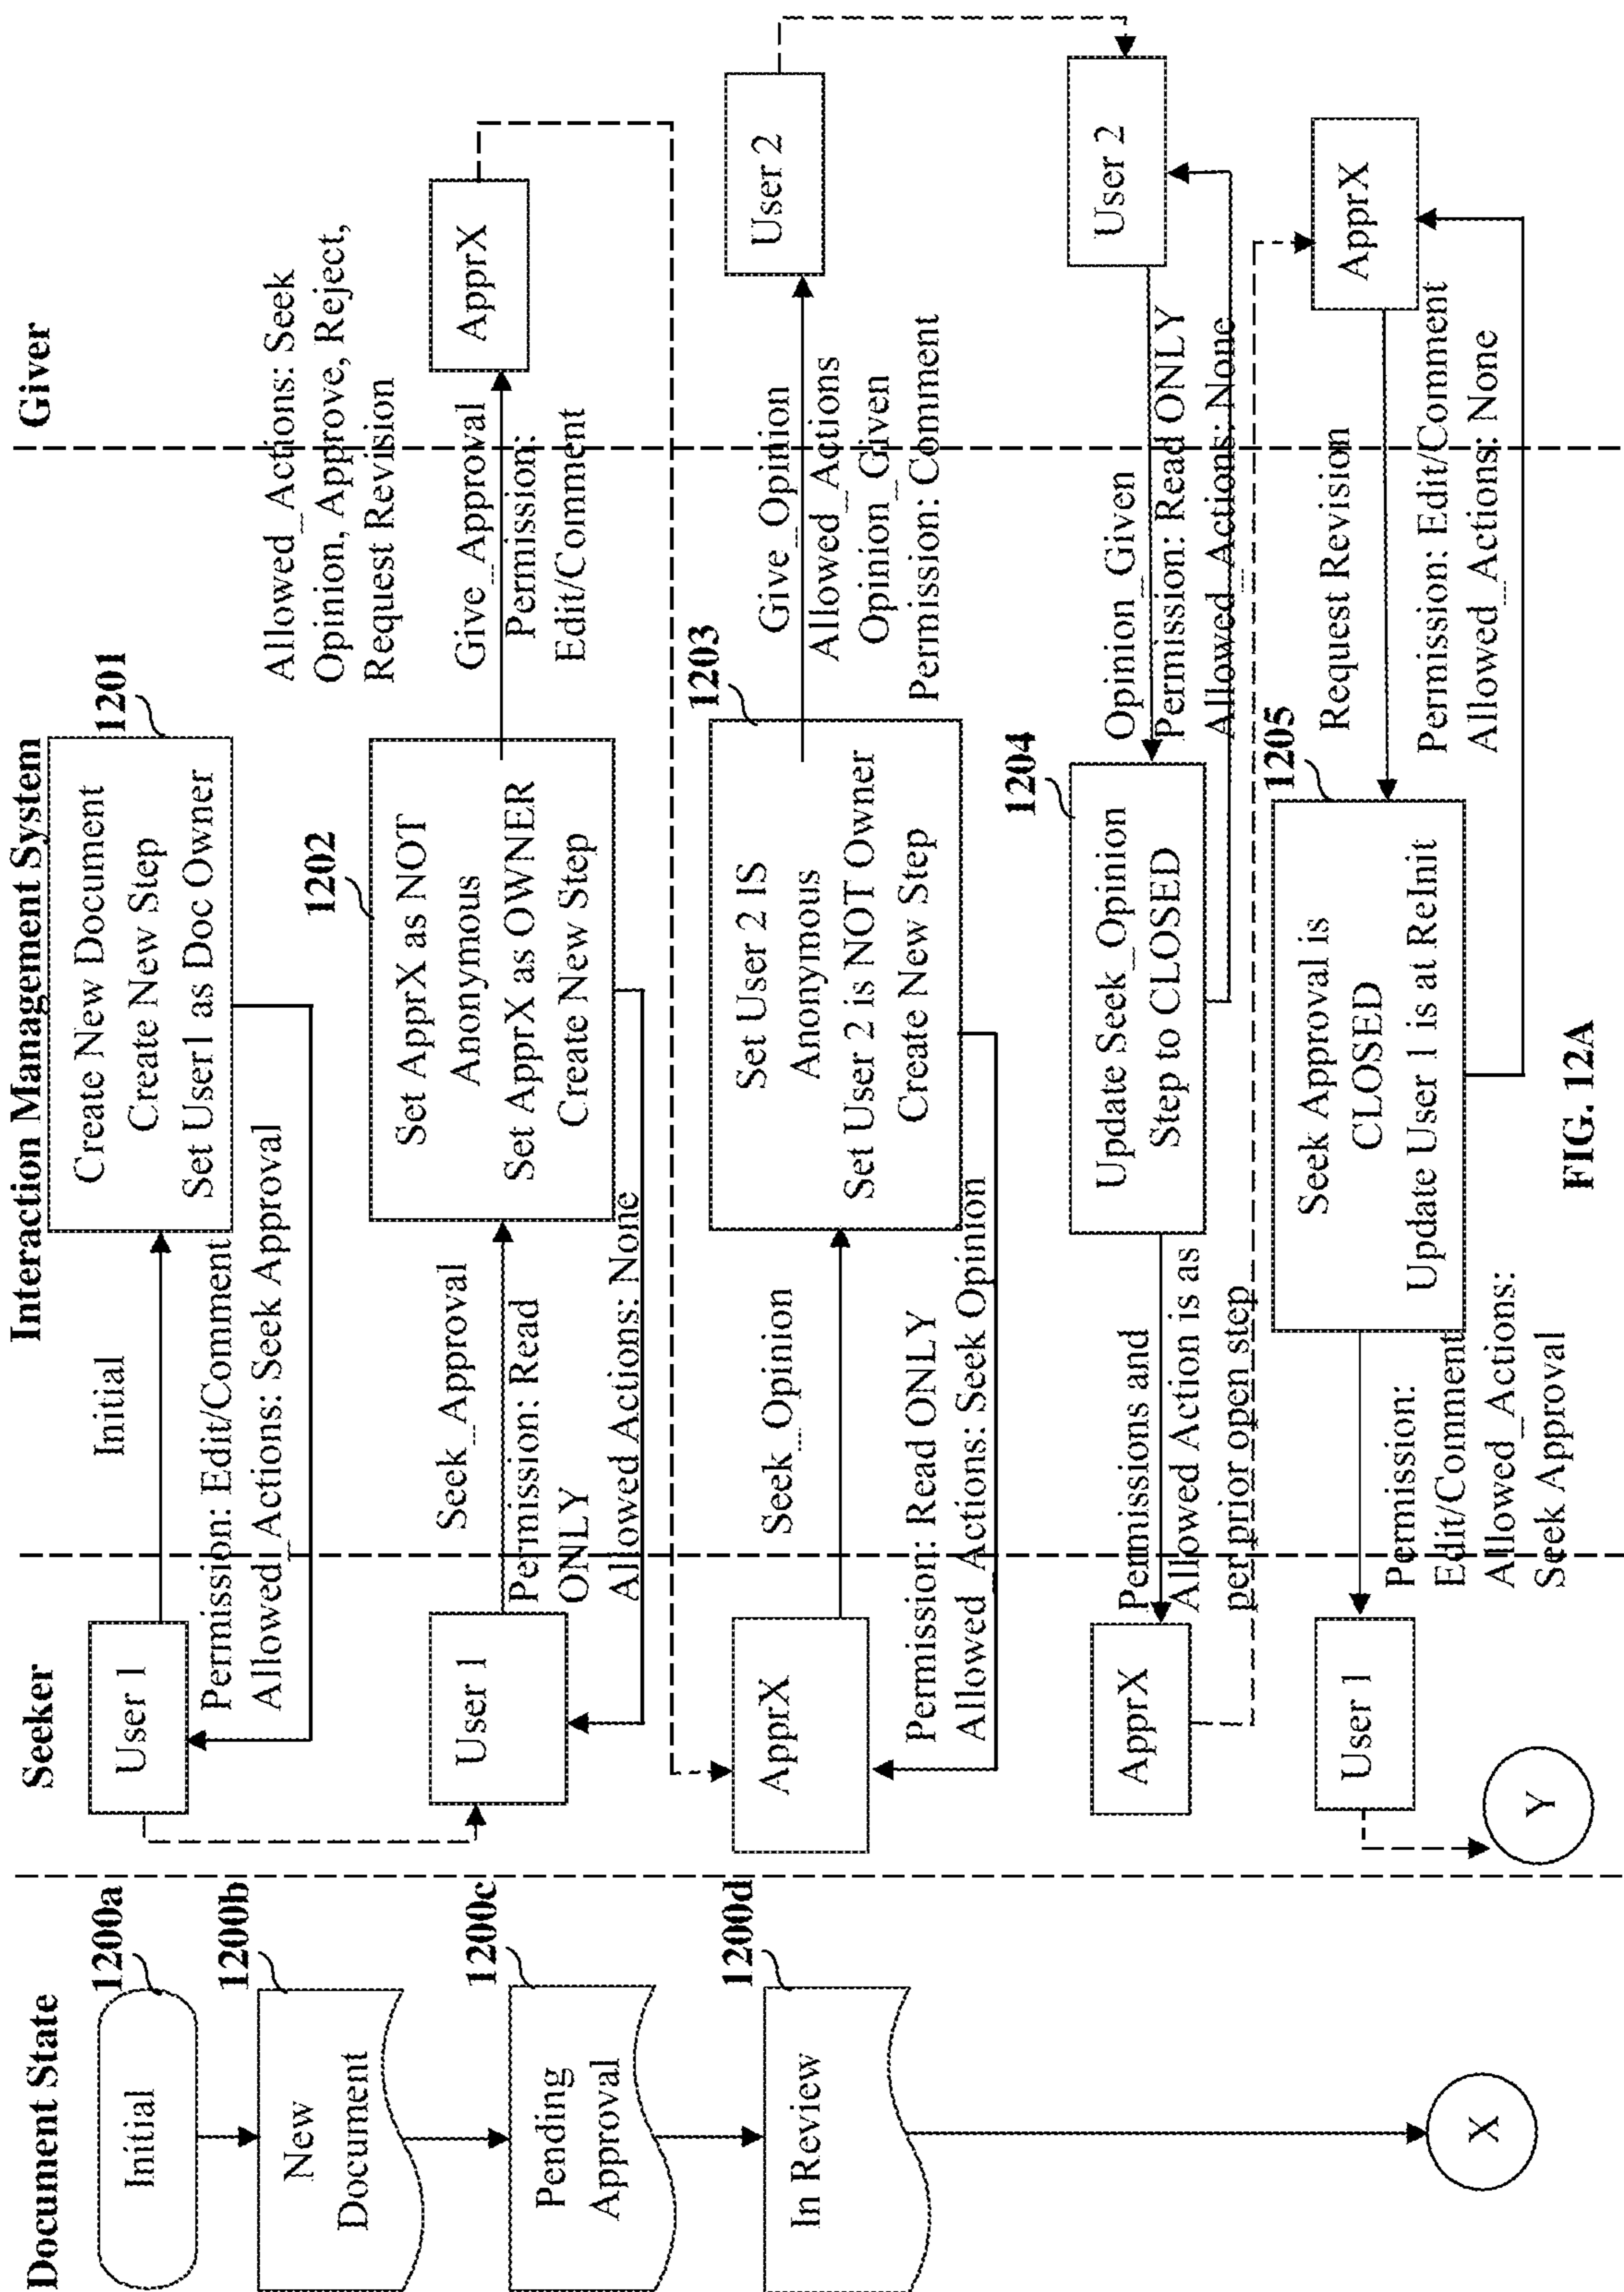 Document State
Seeker
Interaction Management System
Giver
1200a
Initial
1200b
New
Document
1200c
Pending
Approval
1200d
In Review
X
User 1
Initial
1201
Create New Document
Create New Step
Set User1 as Doc Owner
Permission: Edit/Comment
Allowed_Actions: Seek Approval
User 1
Seek_Approval
Permission: Read
ONLY
Allowed Actions: None
1202
Set ApprX as NOT
Anonymous
Set ApprX as OWNER
Create New Step
Allowed_Actions: Seek
Opinion, Approve, Reject,
Request Revision
Give_Approval
Permission:
Edit/Comment
ApprX
ApprX
Seek_Opinion
Permission: Read ONLY
Allowed_Actions: Seek Opinion
1203
Set User 2 IS
Anonymous
Set User 2 is NOT Owner
Create New Step
Give_Opinion
Allowed_Actions
Opinion_Given
Permission: Comment
User 2
ApprX
Permissions and
Allowed Action is as
per prior open step
1204
Update Seek_Opinion
Step to CLOSED
Opinion_Given
Permission: Read ONLY
Allowed_Actions: None
User 2
User 1
Permission:
Edit/Comment
Allowed_Actions:
Seek Approval
1205
Seek Approval is
CLOSED
Update User 1 is at ReInit
Request Revision
Permission: Edit/Comment
Allowed_Actions: None
ApprX
Y
FIG. 12A